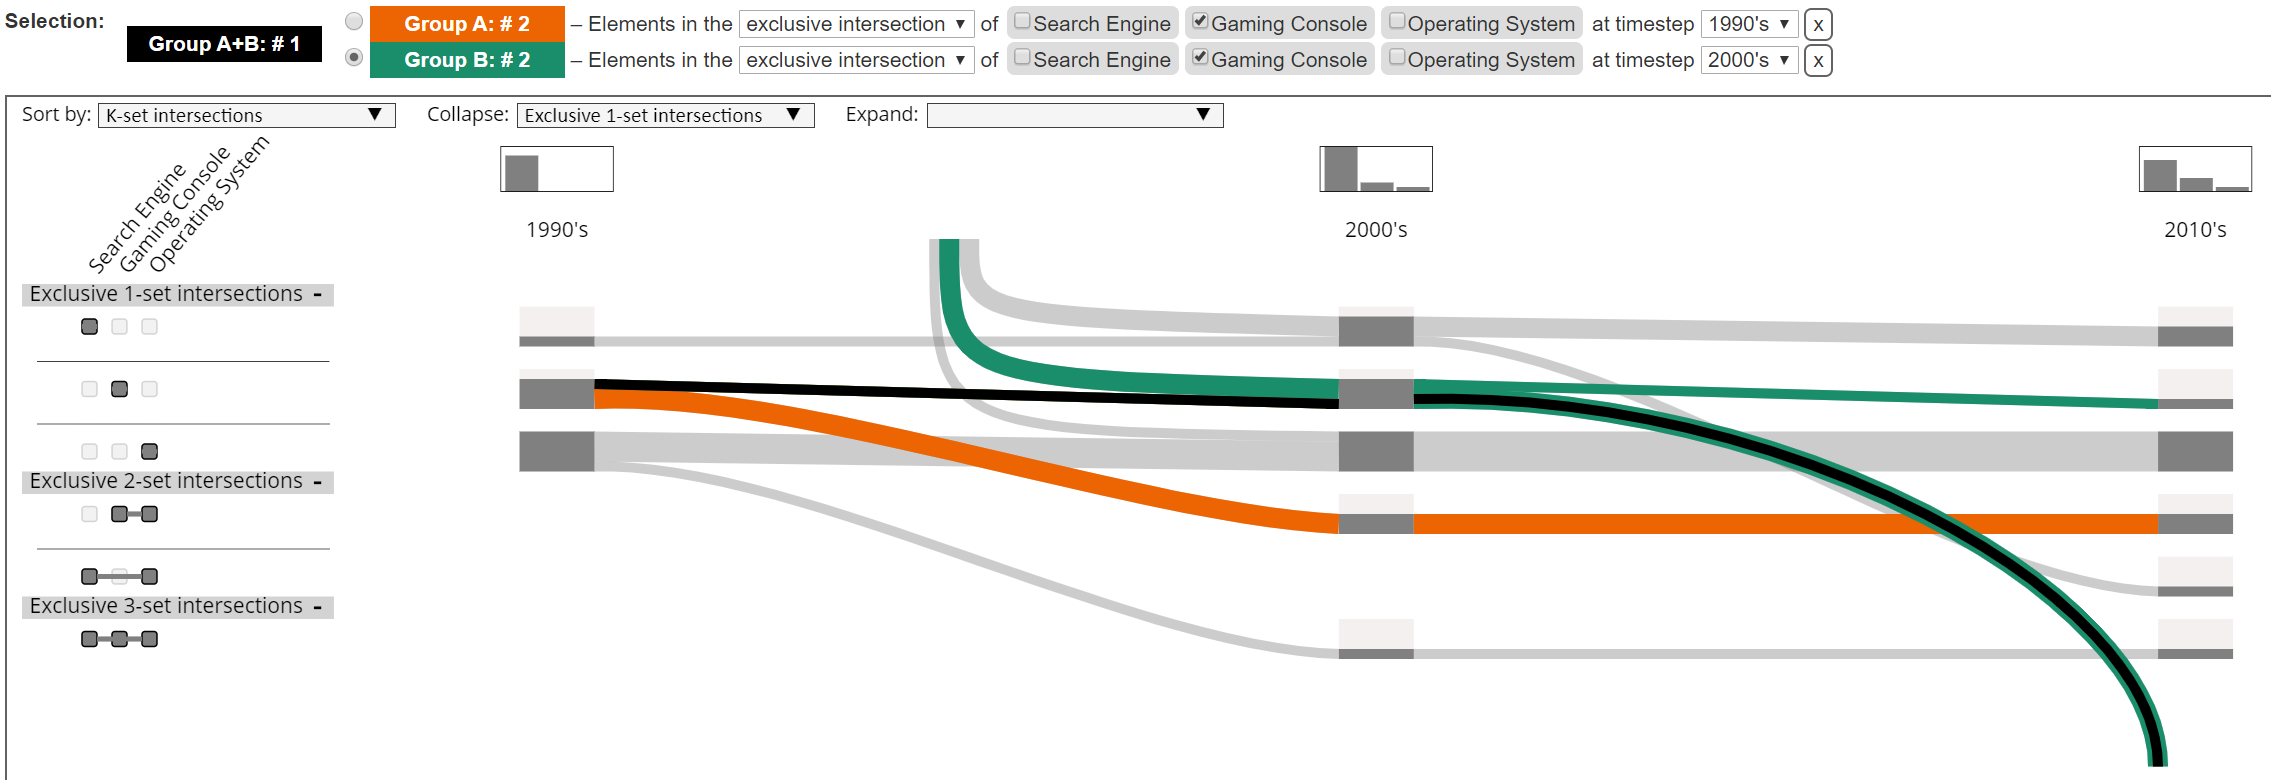 Selection:
Group A+B: # 1
Group A: # 2 – Elements in the exclusive intersection ▼ of Search Engine Gaming Console Operating System at timestep 1990's ▼ x
Group B: # 2 – Elements in the exclusive intersection ▼ of Search Engine Gaming Console Operating System at timestep 2000's ▼ x
Sort by: K-set intersections ▼ Collapse: Exclusive 1-set intersections ▼ Expand: ▼
Search Engine
Gaming Console
Operating System
1990's 2000's 2010's
Exclusive 1-set intersections -
Exclusive 2-set intersections -
Exclusive 3-set intersections -